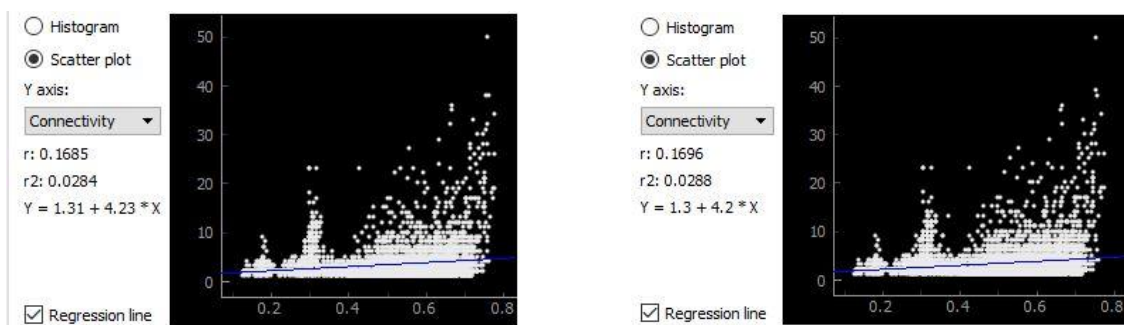 Histogram
Scatter plot
Y axis:
Connectivity
r: 0.1685
r2: 0.0284
Y = 1.31 + 4.23 * X
Regression line
50
40
30
20
10
0
0.2 0.4 0.6 0.8
Histogram
Scatter plot
Y axis:
Connectivity
r: 0.1696
r2: 0.0288
Y = 1.3 + 4.2 * X
Regression line
50
40
30
20
10
0
0.2 0.4 0.6 0.8